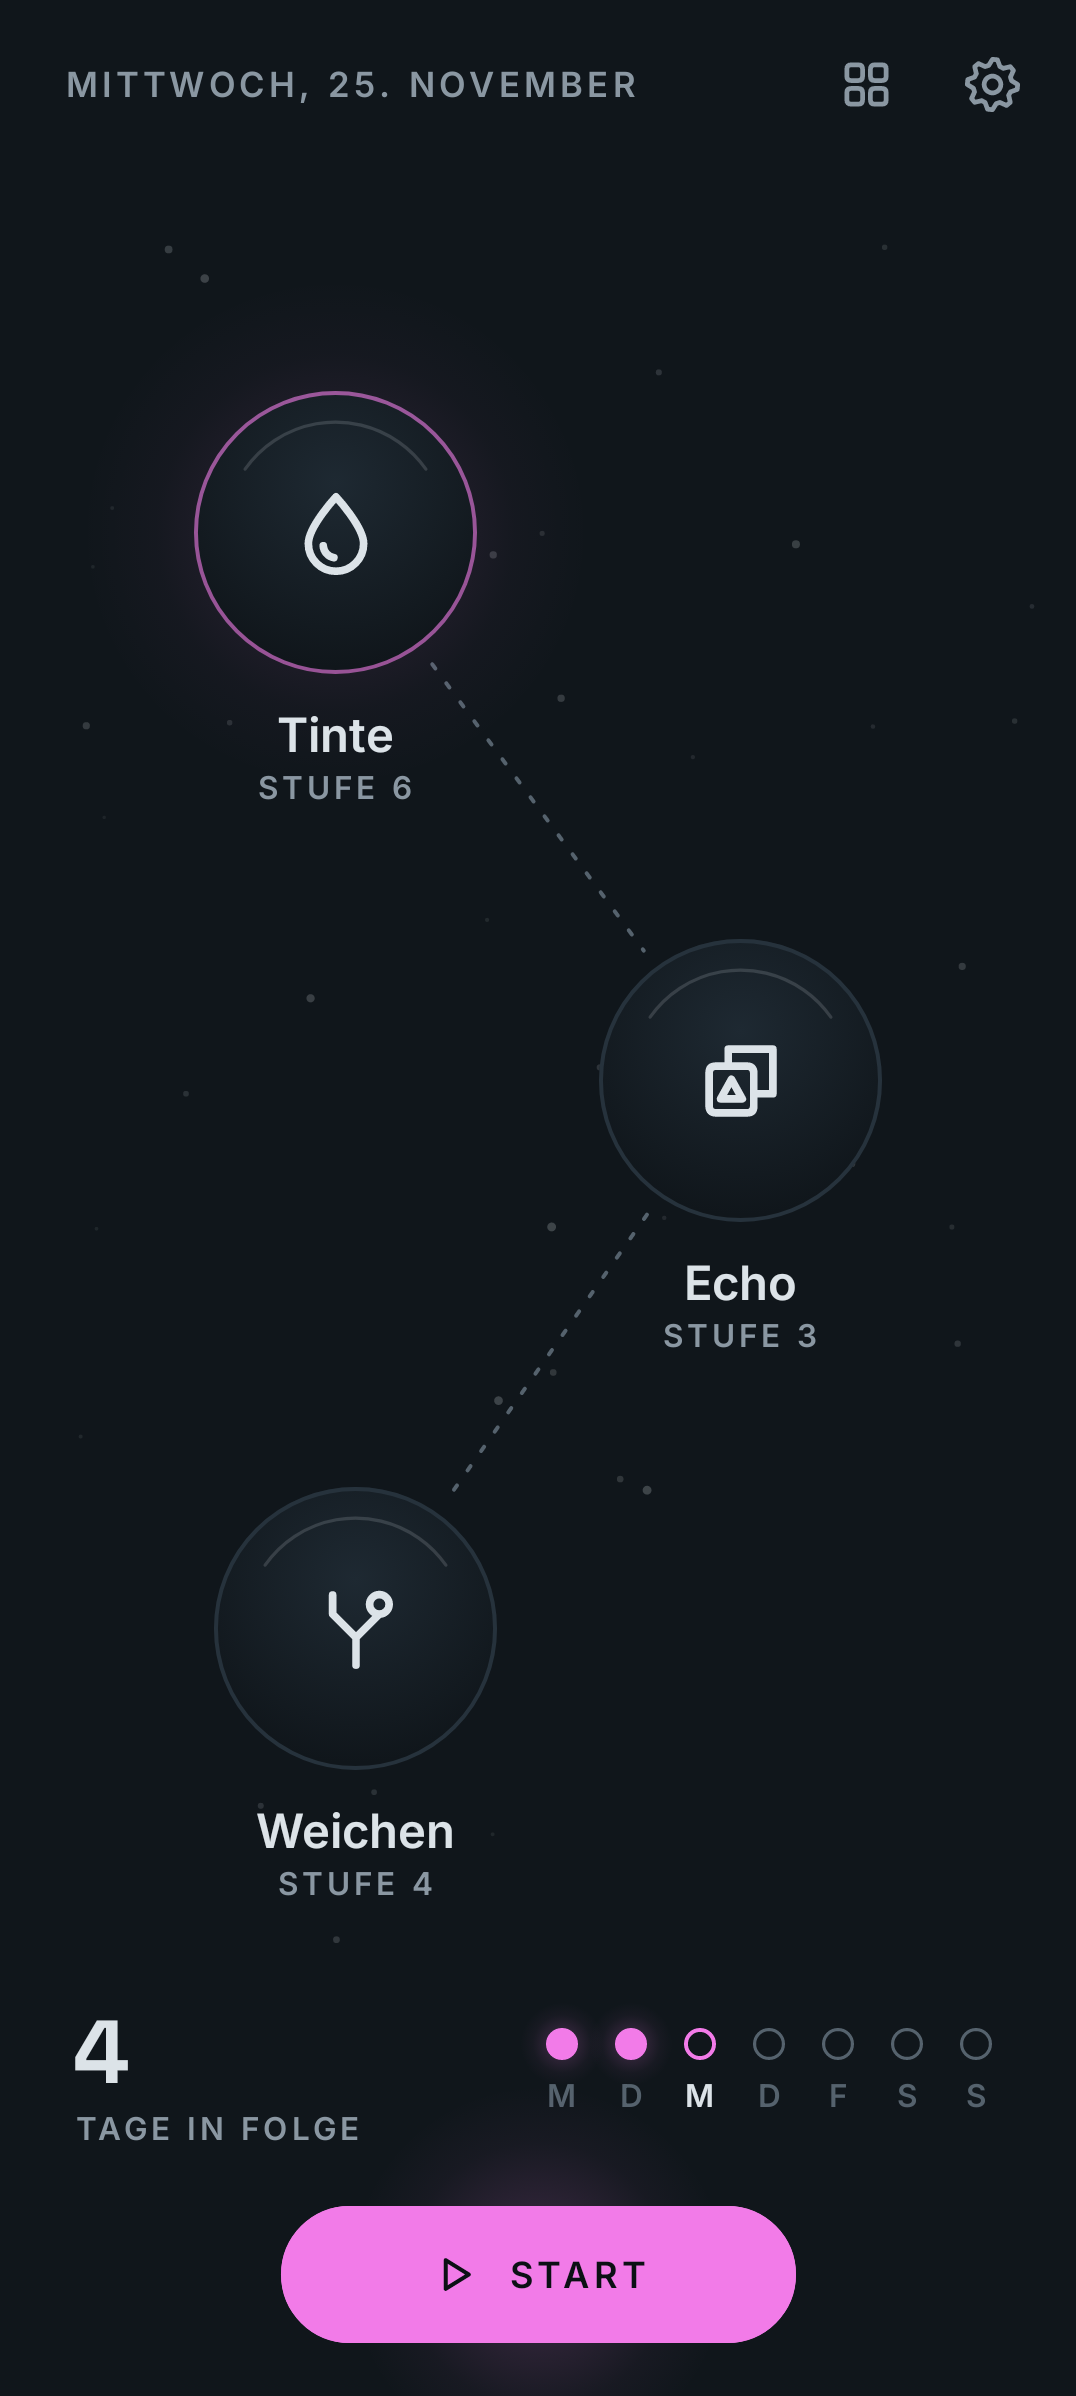 MITTWOCH, 25. NOVEMBER
Tinte
STUFE 6
Echo
STUFE 3
Weichen
STUFE 4
4
TAGE IN FOLGE
M D M D F S S
START